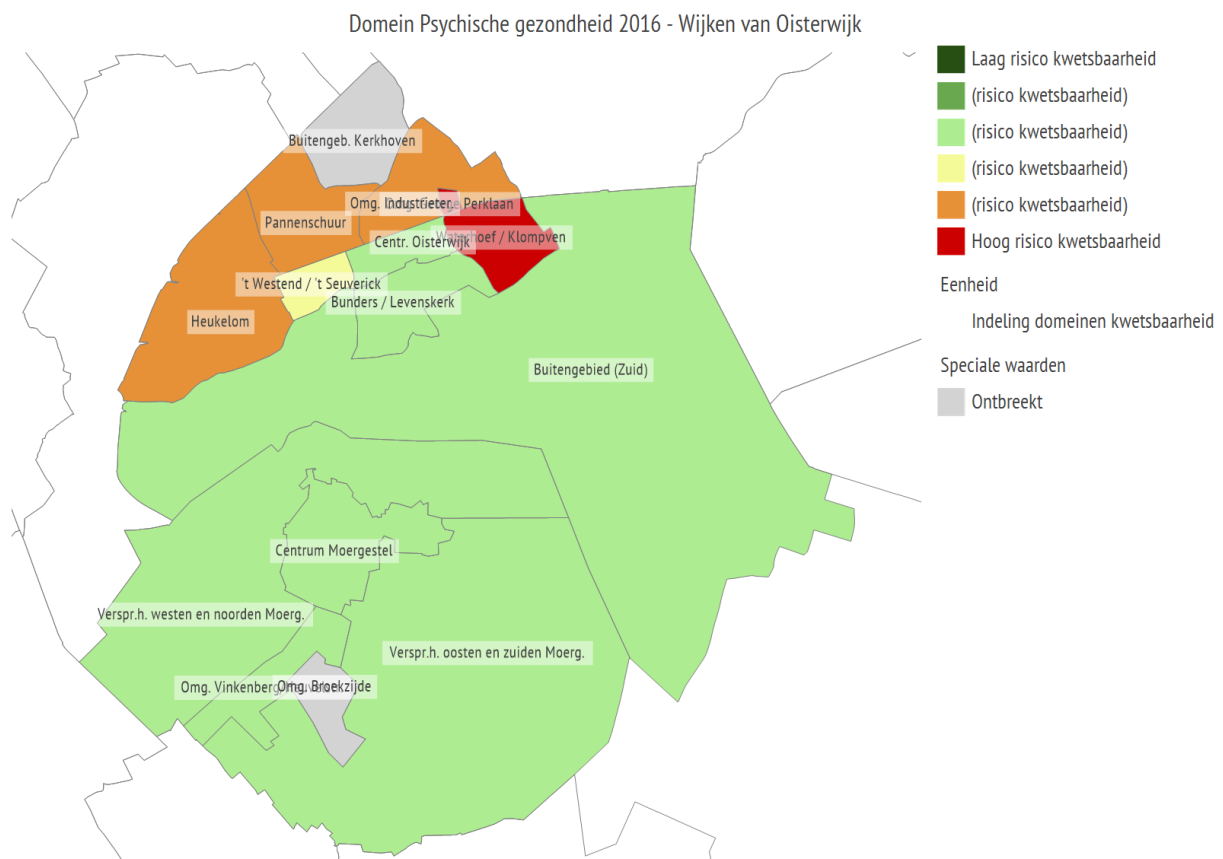 Domein Psychische gezondheid 2016 - Wijken van Oisterwijk
Laag risico kwetsbaarheid
(risico kwetsbaarheid)
(risico kwetsbaarheid)
(risico kwetsbaarheid)
(risico kwetsbaarheid)
Hoog risico kwetsbaarheid
Eenheid
Indeling domeinen kwetsbaarheid
Speciale waarden
Ontbreekt
Buitengeb. Kerkhoven
Omg. Industrieter.
Perklaan
Pannenschuur
Centr. Oisterwijk
/ Klompven
't Westend / 't Seuverick
Bunders / Levenskerk
Heukelom
Buitengebied (Zuid)
Centrum Moergestel
Verspr.h. westen en noorden Moerg.
Verspr.h. oosten en zuiden Moerg.
Omg. Vinkenberg
Omg. Broekzijde